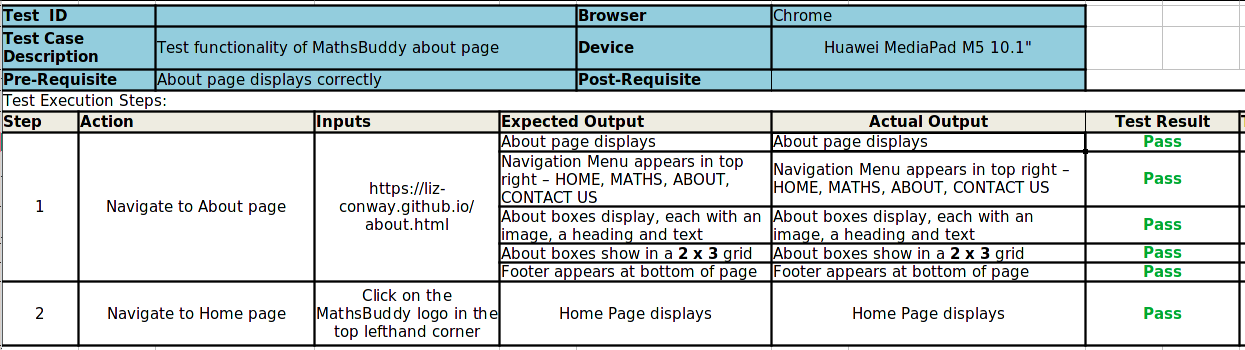 Test  ID Browser Chrome
Test Case
Description Test functionality of MathsBuddy about page Device Huawei MediaPad M5 10.1"
Pre-Requisite About page displays correctly Post-Requisite
Test Execution Steps:
Step Action Inputs Expected Output Actual Output Test Result
1 Navigate to About page
https://liz-
conway.github.io/
about.html
About page displays About page displays Pass
Navigation Menu appears in top
right – HOME, MATHS, ABOUT,
CONTACT US
Navigation Menu appears in top right –
HOME, MATHS, ABOUT, CONTACT US
Pass
About boxes display, each with an
image, a heading and text
About boxes display, each with an
image, a heading and text
Pass
About boxes show in a 2 x 3 grid About boxes show in a 2 x 3 grid Pass
Footer appears at bottom of page Footer appears at bottom of page Pass
2 Navigate to Home page
Click on the
MathsBuddy logo in the
top lefthand corner
Home Page displays Home Page displays Pass